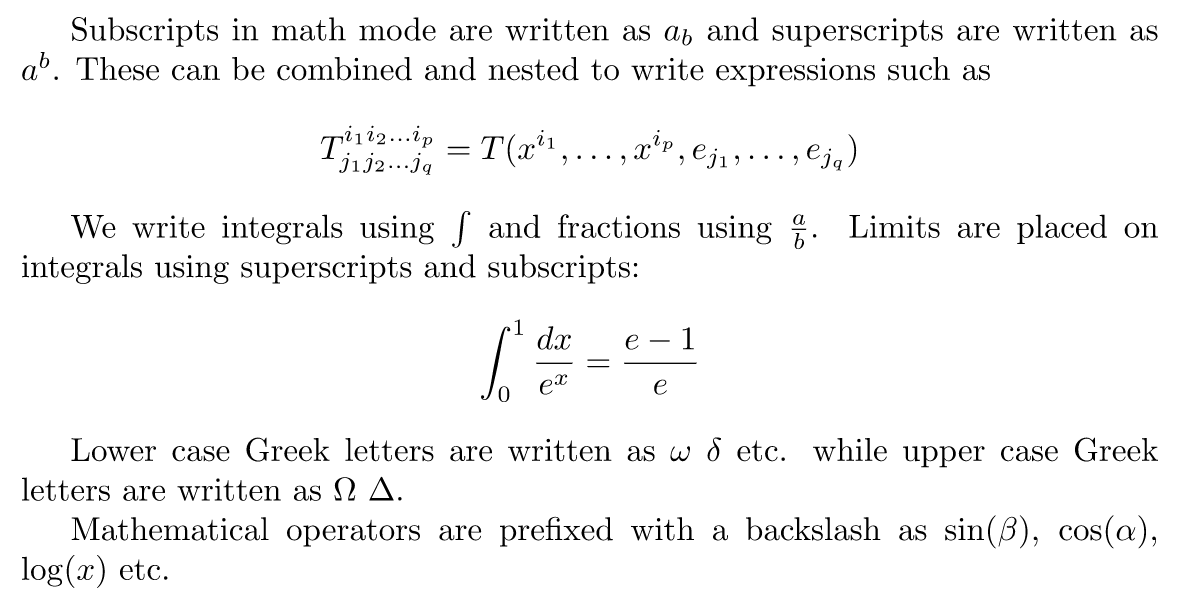 Subscripts in math mode are written as $a_b$ and superscripts are written as
$a^b$. These can be combined and nested to write expressions such as
$T^{i_1 i_2 \dots i_p}_{j_1 j_2 \dots j_q} = T(x^{i_1}, \dots, x^{i_p}, e_{j_1}, \dots, e_{j_q})$
We write integrals using $\int$ and fractions using $\frac{a}{b}$. Limits are placed on
integrals using superscripts and subscripts:
$\int_0^1 \frac{dx}{e^x} = \frac{e-1}{e}$
Lower case Greek letters are written as $\omega$ $\delta$ etc. while upper case Greek
letters are written as $\Omega$ $\Delta$.
Mathematical operators are prefixed with a backslash as $\sin(\beta)$, $\cos(\alpha)$,
$\log(x)$ etc.